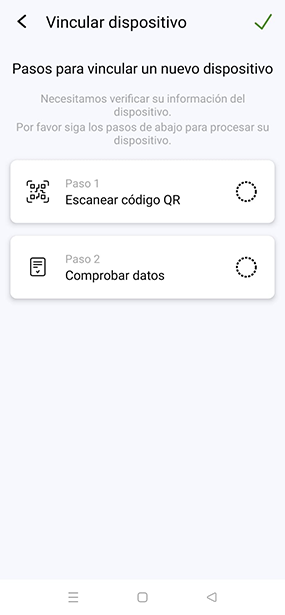 Vincular dispositivo
Pasos para vincular un nuevo dispositivo
Necesitamos verificar su información del
dispositivo.
Por favor siga los pasos de abajo para procesar su
dispositivo.
Paso 1
Escanear código QR
Paso 2
Comprobar datos